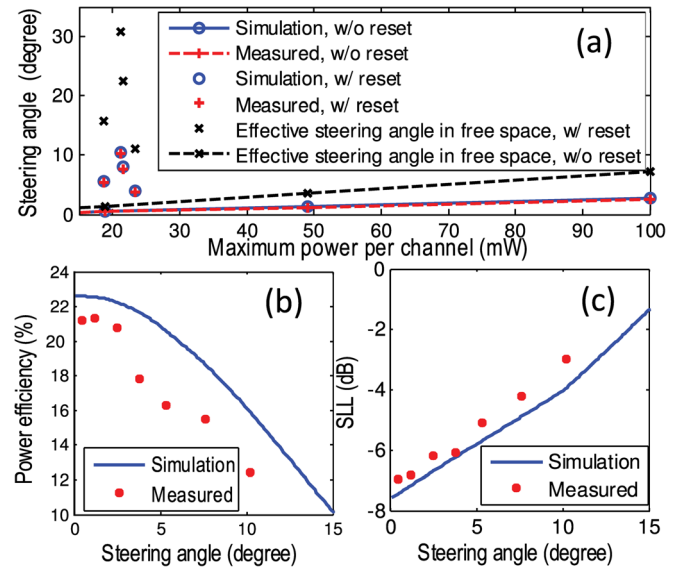 Steering angle (degree)
30
20
10
0
Simulation, w/o reset
Measured, w/o reset
Simulation, w/ reset
Measured, w/ reset
Effective steering angle in free space, w/ reset
Effective steering angle in free space, w/o reset
(a)
20 30 40 50 60 70 80 90 100
Maximum power per channel (mW)
Power efficiency (%)
24
22
20
18
16
14
12
10
(b)
Simulation
Measured
0 5 10 15
Steering angle (degree)
SLL (dB)
0
-2
-4
-6
-8
(c)
Simulation
Measured
0 5 10 15
Steering angle (degree)